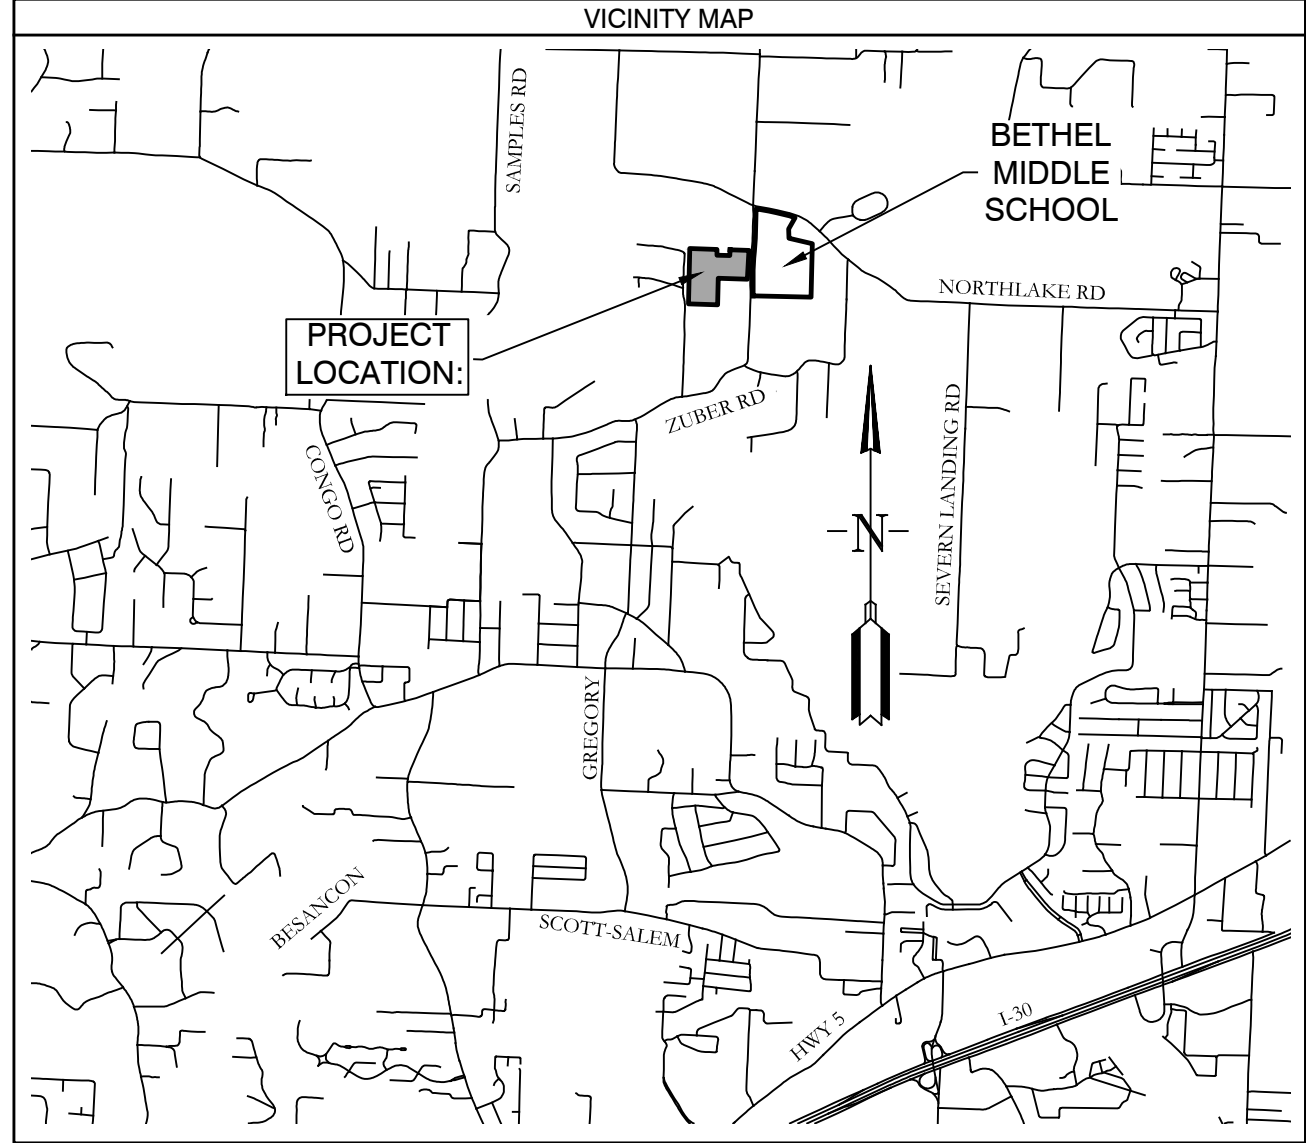 VICINITY MAP
SAMPLES RD
BETHEL
MIDDLE
SCHOOL
NORTHLAKE RD
PROJECT
LOCATION:
ZUBER RD
CONGO RD
SEVERN LANDING RD
N
GREGORY
BESANCON
SCOTT-SALEM
HWY 5
I-30